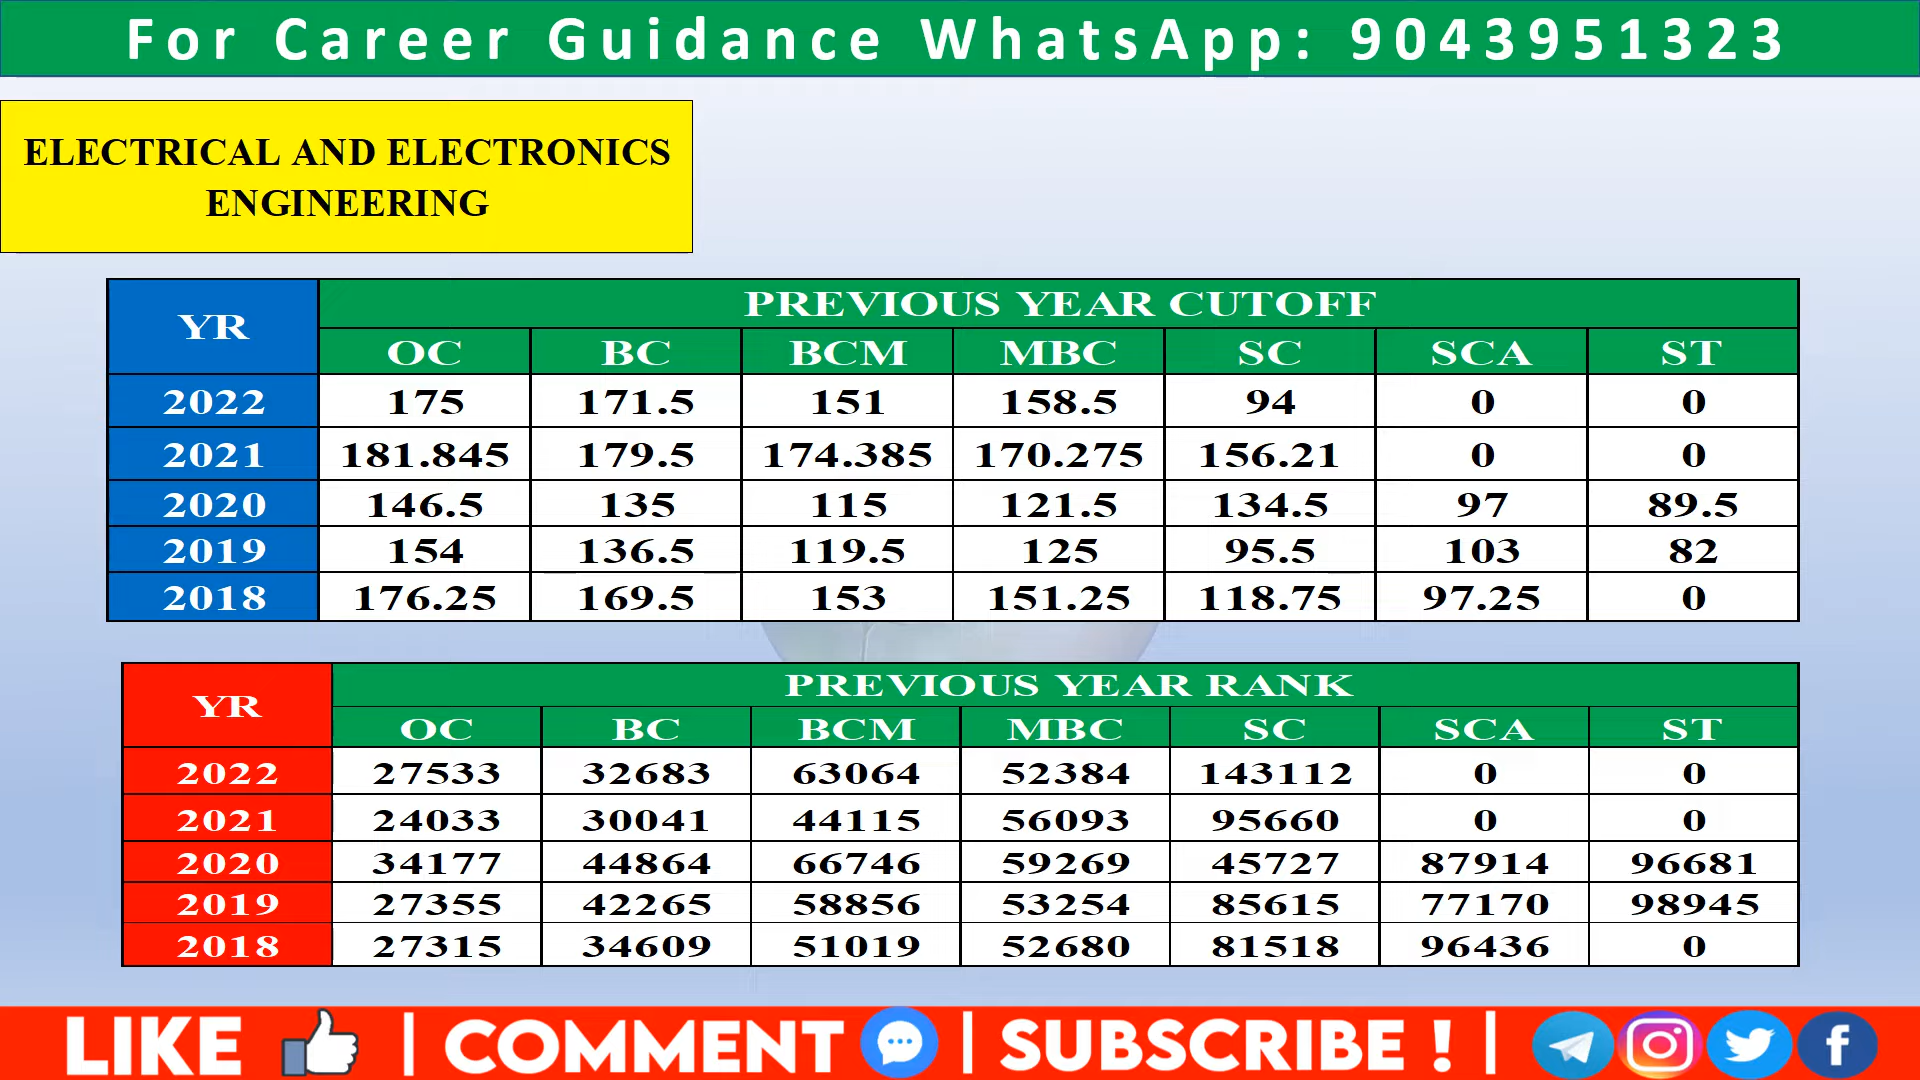 For Career Guidance WhatsApp: 9043951323
ELECTRICAL AND ELECTRONICS
ENGINEERING
YR PREVIOUS YEAR CUTOFF
OC BC BCM MBC SC SCA ST
2022 175 171.5 151 158.5 94 0 0
2021 181.845 179.5 174.385 170.275 156.21 0 0
2020 146.5 135 115 121.5 134.5 97 89.5
2019 154 136.5 119.5 125 95.5 103 82
2018 176.25 169.5 153 151.25 118.75 97.25 0
YR PREVIOUS YEAR RANK
OC BC BCM MBC SC SCA ST
2022 27533 32683 63064 52384 143112 0 0
2021 24033 30041 44115 56093 95660 0 0
2020 34177 44864 66746 59269 45727 87914 96681
2019 27355 42265 58856 53254 85615 77170 98945
2018 27315 34609 51019 52680 81518 96436 0
LIKE | COMMENT | SUBSCRIBE ! |